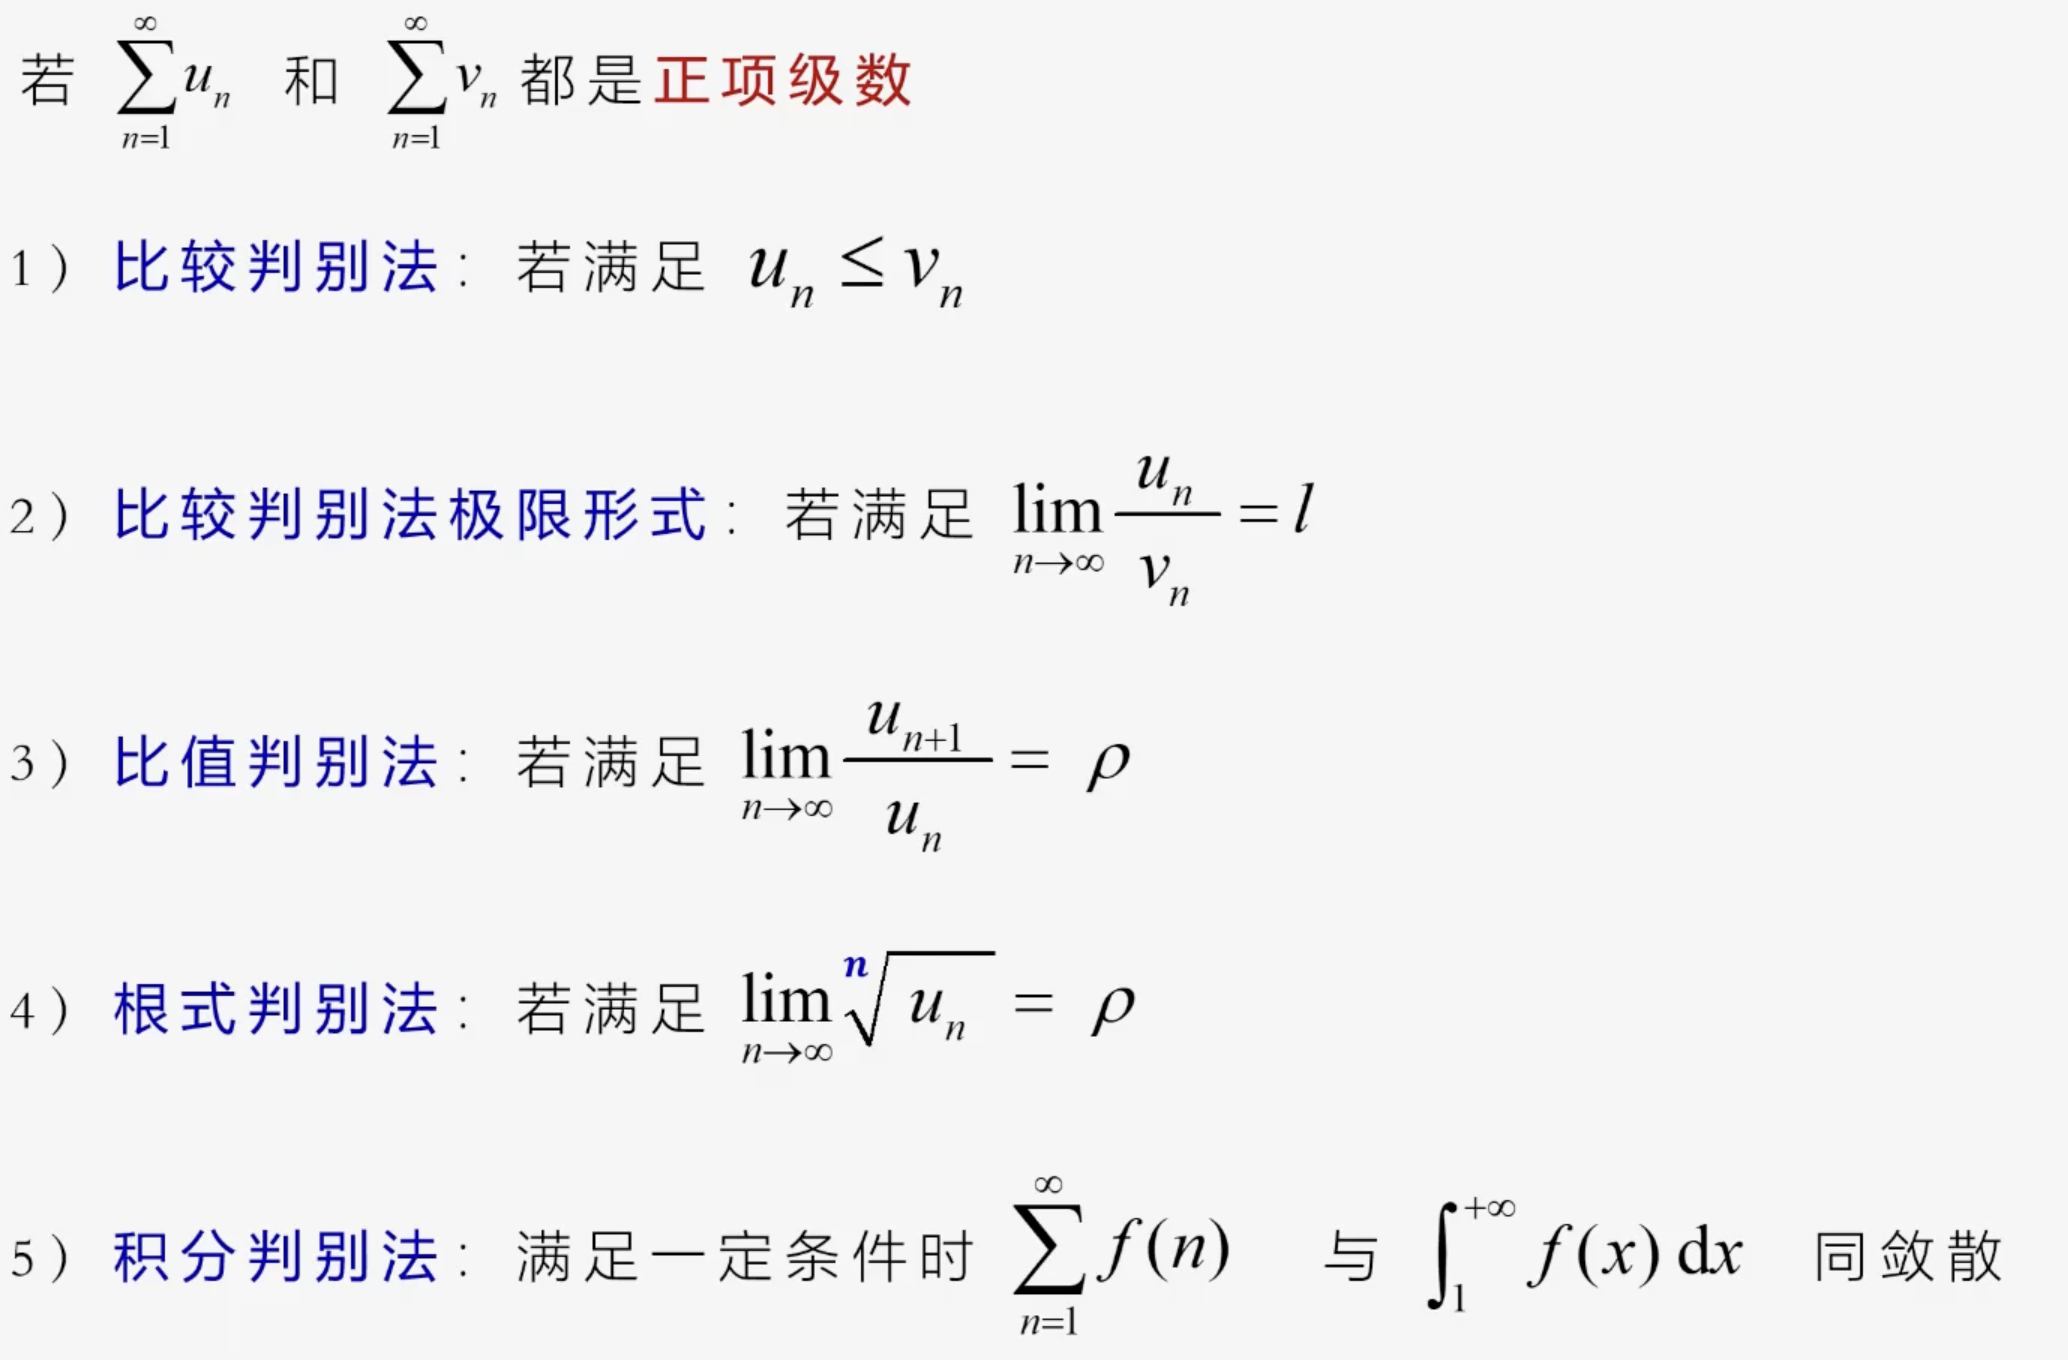 若 $\sum_{n=1}^{\infty} u_n$ 和 $\sum_{n=1}^{\infty} v_n$ 都是正项级数
1) 比较判别法: 若满足 $u_n \leq v_n$
2) 比较判别法极限形式: 若满足 $\lim_{n \to \infty} \frac{u_n}{v_n} = l$
3) 比值判别法: 若满足 $\lim_{n \to \infty} \frac{u_{n+1}}{u_n} = \rho$
4) 根式判别法: 若满足 $\lim_{n \to \infty} \sqrt[n]{u_n} = \rho$
5) 积分判别法: 满足一定条件时 $\sum_{n=1}^{\infty} f(n)$ 与 $\int_{1}^{+\infty} f(x) \, \mathrm{d}x$ 同敛散